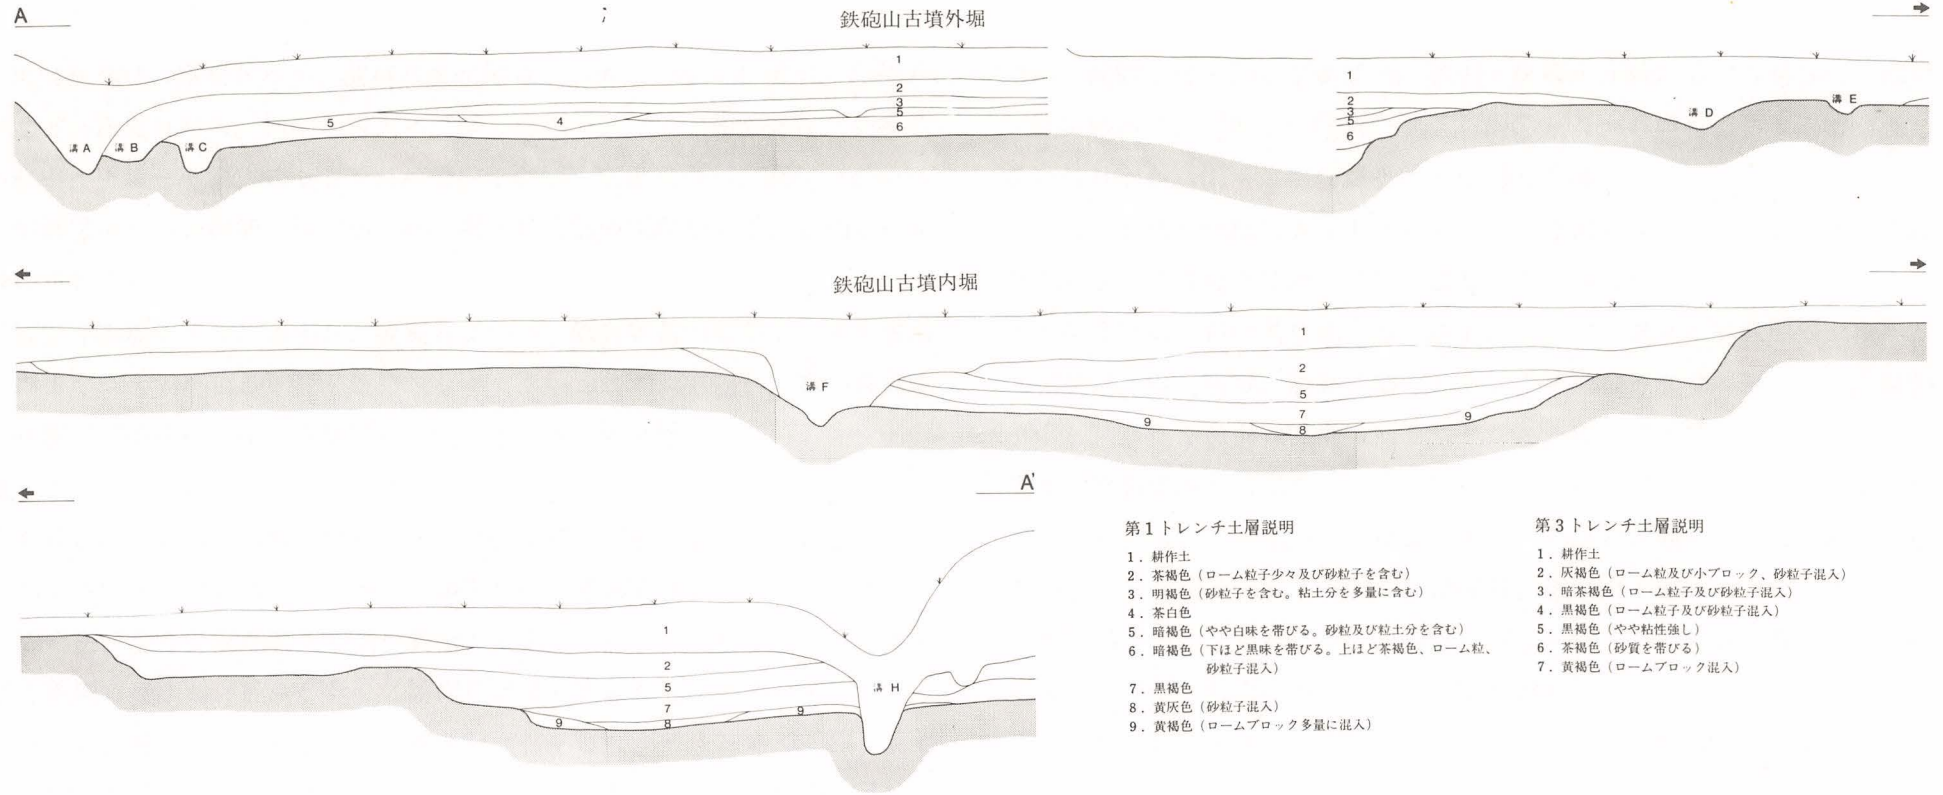 A
鉄砲山古墳外堀
1
2
3
5
6
5
4
溝A
溝B
溝C
1
2
3
5
6
溝D
溝E
鉄砲山古墳内堀
溝F
1
2
5
7
8
9
9
A'
1
2
5
7
8
9
9
溝H
第1トレンチ土層説明
1．耕作土
2．茶褐色（ローム粒子少々及び砂粒子を含む）
3．明褐色（砂粒子を含む。粘土分を多量に含む）
4．茶白色
5．暗褐色（やや白味を帯びる。砂粒及び粒土分を含む）
6．暗褐色（下ほど黒味を帯びる。上ほど茶褐色、ローム粒、
砂粒子混入）
7．黒褐色
8．黄灰色（砂粒子混入）
9．黄褐色（ロームブロック多量に混入）
第3トレンチ土層説明
1．耕作土
2．灰褐色（ローム粒及び小ブロック、砂粒子混入）
3．暗茶褐色（ローム粒子及び砂粒子混入）
4．黒褐色（ローム粒子及び砂粒子混入）
5．黒褐色（やや粘性強し）
6．茶褐色（砂質を帯びる）
7．黄褐色（ロームブロック混入）